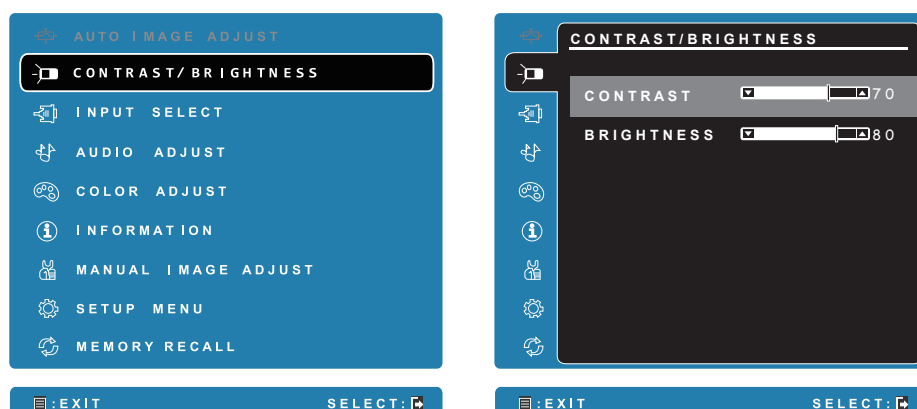 AUTO IMAGE ADJUST
CONTRAST/BRIGHTNESS
INPUT SELECT
AUDIO ADJUST
COLOR ADJUST
INFORMATION
MANUAL IMAGE ADJUST
SETUP MENU
MEMORY RECALL
:EXIT SELECT:
CONTRAST/BRIGHTNESS
CONTRAST 70
BRIGHTNESS 80
:EXIT SELECT: